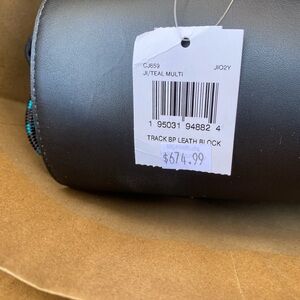 CJ659 JIO2Y
JI/TEAL MULTI
1 95031 94882 4
TRACK BP LEATH BLOCK
$674.99